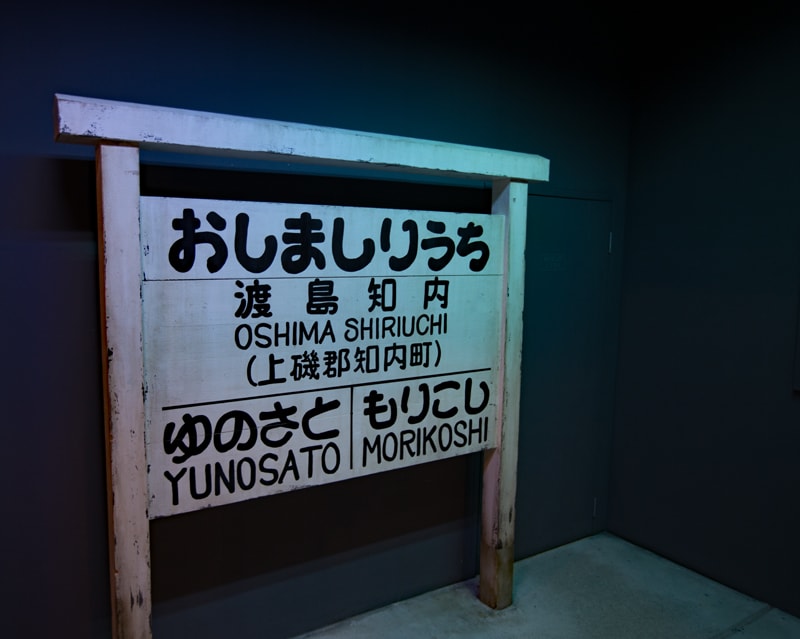 おしましりうち
渡島知内
OSHIMA SHIRIUCHI
(上磯郡知内町)
ゆのさと もりこし
YUNOSATO MORIKOSHI